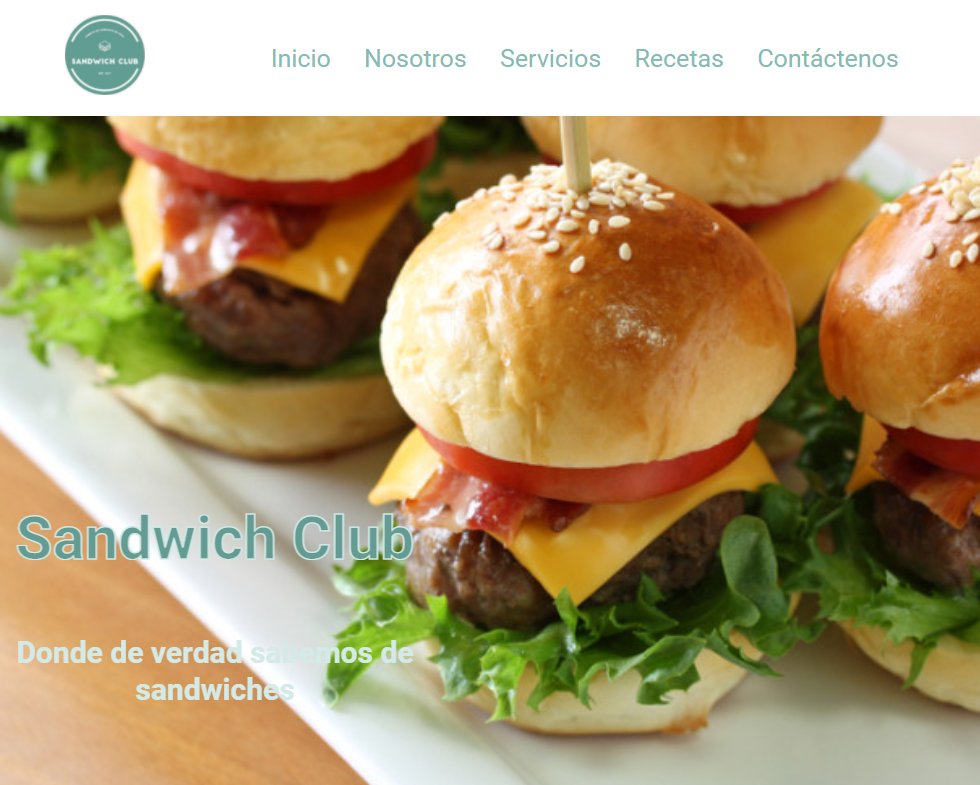 SANDWICH CLUB
Inicio Nosotros Servicios Recetas Contáctenos
Sandwich Club
Donde de verdad sabemos de
sandwiches